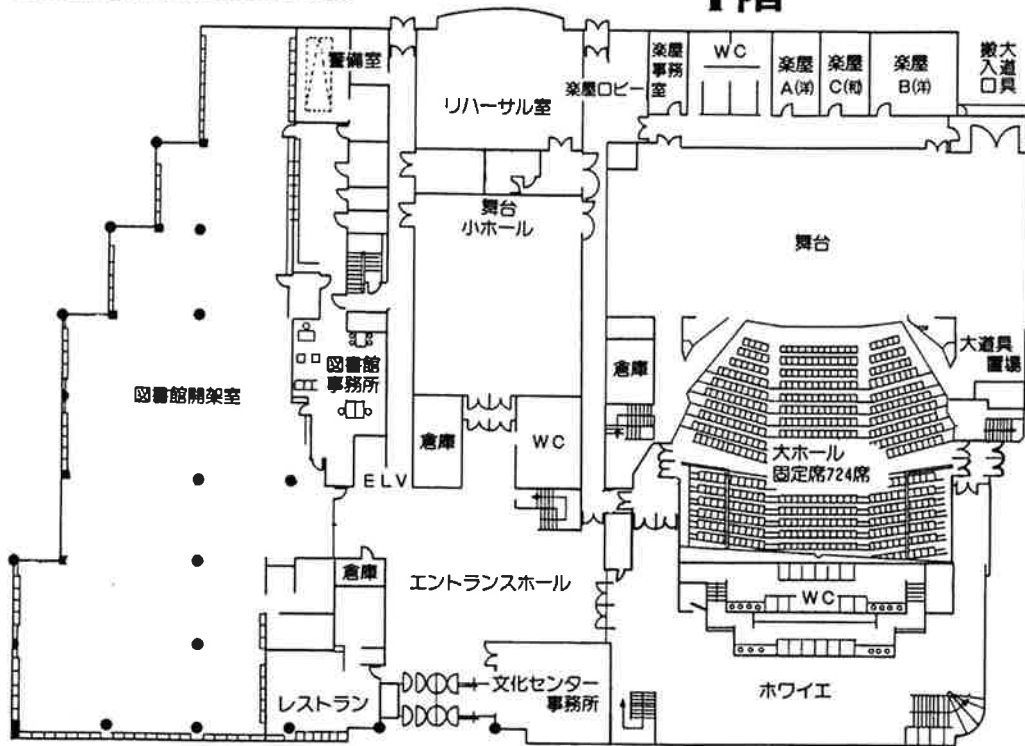 1階
警備室
リハーサル室
楽屋ロビー
楽屋
事務
室
WC
楽屋
A(洋)
楽屋
C(和)
楽屋
B(洋)
大道具
搬入口
舞台
小ホール
舞台
大道具
置場
倉庫
図書館開架室
図書館
事務所
倉庫
WC
ELV
大ホール
固定席724席
倉庫
エントランスホール
WC
レストラン
文化センター
事務所
ホワイエ